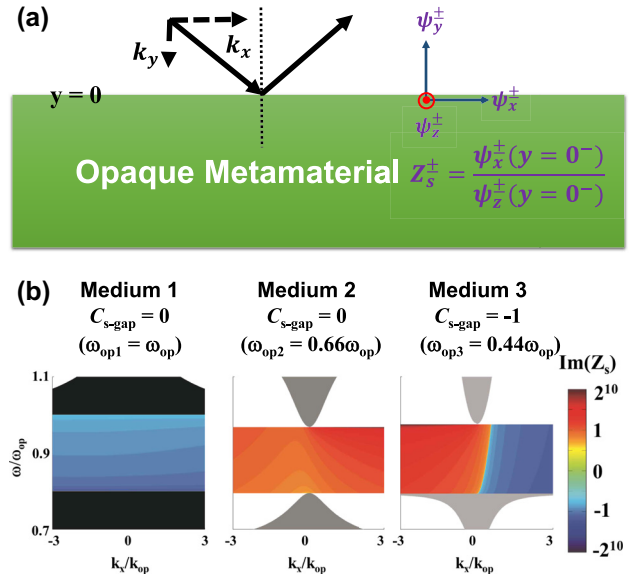 (a)
k_x
k_y
y = 0
ψ_y^±
ψ_x^±
ψ_z^±
Opaque Metamaterial
Z_s^± = ψ_x^±(y = 0⁻) / ψ_z^±(y = 0⁻)
(b)
Medium 1
C_s-gap = 0
(ω_op1 = ω_op)
Medium 2
C_s-gap = 0
(ω_op2 = 0.66ω_op)
Medium 3
C_s-gap = -1
(ω_op3 = 0.44ω_op)
Im(Z_s)
2^10
1
0
-1
-2^10
ω/ω_op
1.1
0.9
0.7
-3
0
3
k_x/k_op
-3
0
3
k_x/k_op
-3
0
3
k_x/k_op